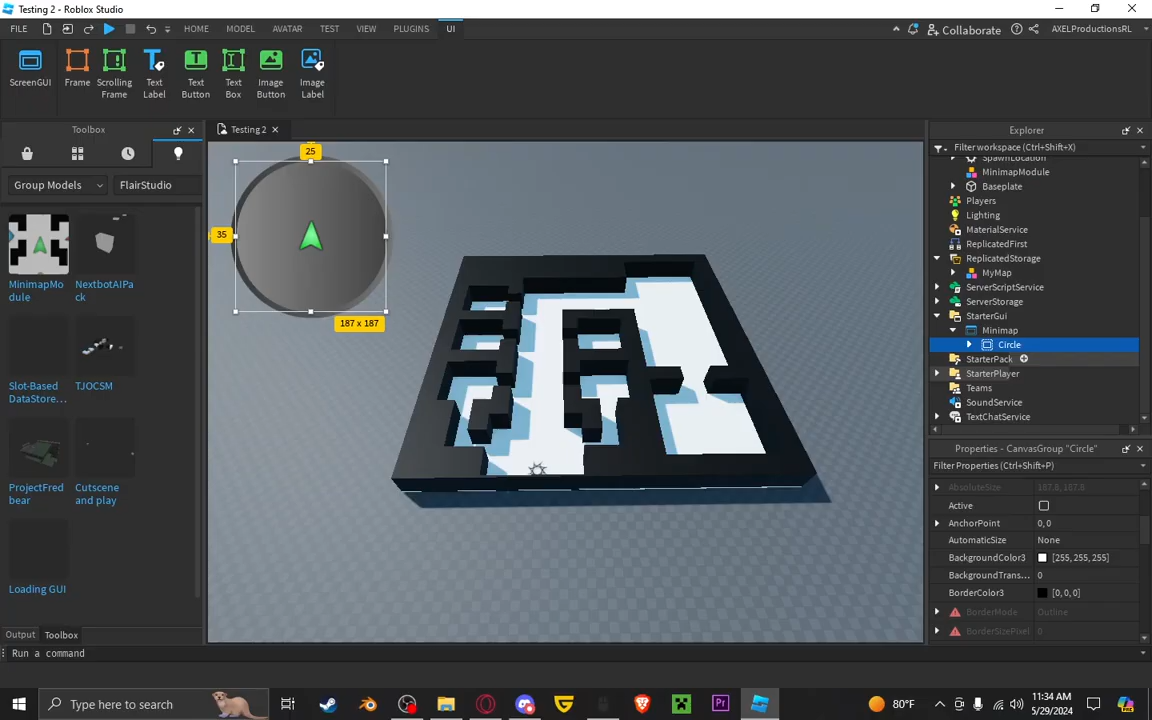 Testing 2 - Roblox Studio
FILE
HOME
MODEL
AVATAR
TEST
VIEW
PLUGINS
UI
Collaborate
AXELProductionsRL
ScreenGUI
Frame
Scrolling
Frame
Text
Label
Text
Button
Text
Box
Image
Button
Image
Label
Toolbox
Group Models
FlairStudio
MinimapMo
dule
NextbotAIPa
ck
Slot-Based
DataStore...
TJOCSM
ProjectFred
bear
Cutscene
and play
Loading GUI
Output
Toolbox
Run a command
Testing 2
25
35
187 x 187
Explorer
Filter workspace (Ctrl+Shift+X)
SpawnLocation
MinimapModule
Baseplate
Players
Lighting
MaterialService
ReplicatedFirst
ReplicatedStorage
MyMap
ServerScriptService
ServerStorage
StarterGui
Minimap
Circle
StarterPack
StarterPlayer
Teams
SoundService
TextChatService
Properties - CanvasGroup "Circle"
Filter Properties (Ctrl+Shift+P)
AbsoluteSize 187.8, 187.8
Active
AnchorPoint 0, 0
AutomaticSize None
BackgroundColor3 [255, 255, 255]
BackgroundTrans... 0
BorderColor3 [0, 0, 0]
BorderMode Outline
BorderSizePixel 0
Type here to search
80°F
11:34 AM
5/29/2024